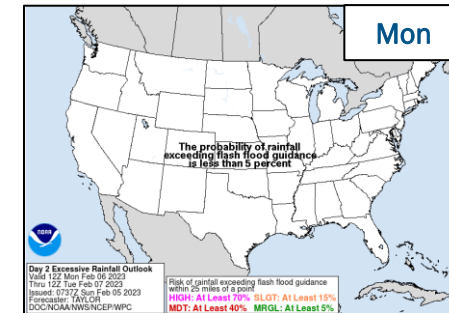 Mon
The probability of rainfall
exceeding flash flood guidance
is less than 5 percent
NOAA
Day 2 Excessive Rainfall Outlook
Valid 12Z Mon Feb 06 2023
Thru 12Z Tue Feb 07 2023
Issued: 0737Z Sun Feb 05 2023
Forecaster: TAYLOR
DOC/NOAA/NWS/NCEP/WPC
Risk of rainfall exceeding flash flood guidance
within 25 miles of a point
HIGH: At Least 70% SLGT: At Least 15%
MDT: At Least 40% MRGL: At Least 5%